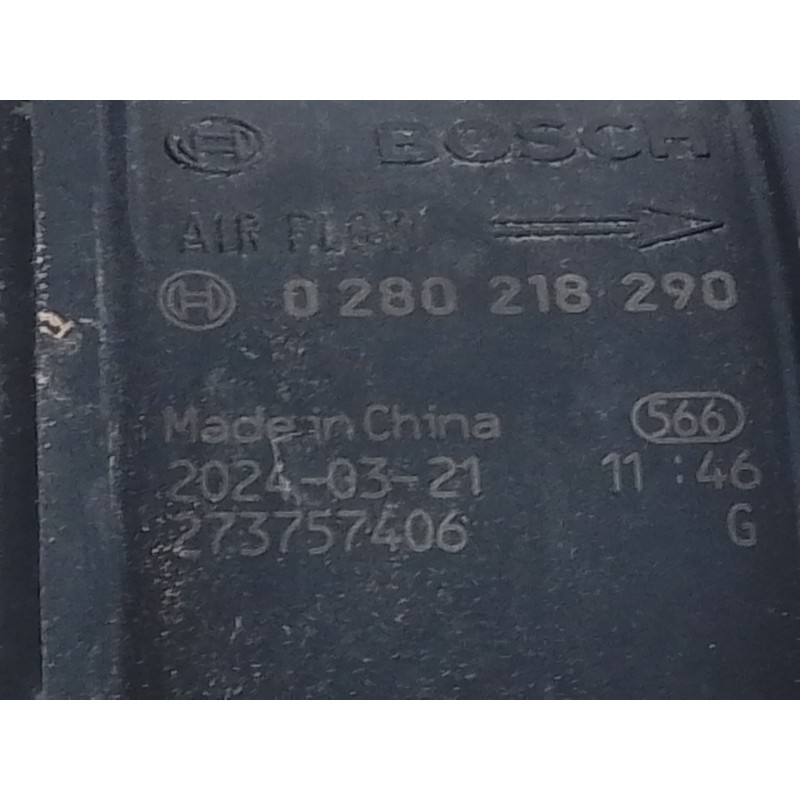 BOSCH
AIR FLOW
0 280 218 290
Made in China 566
2024-03-21 11:46
273757406 G